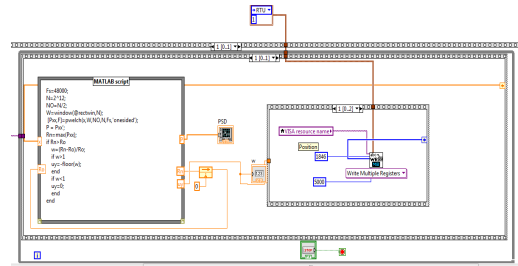 RTU
1
1 [0..1]
1 [0..1]
MATLAB script
Fs=48000;
N=2^12;
NO=N/2;
W=window(@rectwin,N);
[Pxx,F]=pwelch(s,W,NO,N,Fs,'onesided');
P = Pxx';
Rn=max(Pxx);
if Rn>Ro
w=(Rn-Ro)/Ro;
if w>1
uy=-floor(w);
end
if w<1
uy=0;
end
end
PSD
w
0
1 [0..2]
VISA resource name
Position
1846
5000
Write Multiple Registers
i